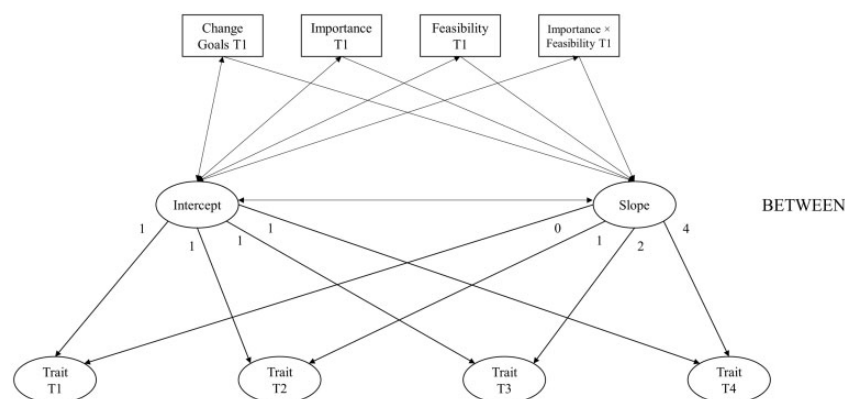 Change
Goals T1
Importance
T1
Feasibility
T1
Importance ×
Feasibility T1
Intercept
Slope
BETWEEN
1
1
1
1
0
1
2
4
Trait
T1
Trait
T2
Trait
T3
Trait
T4